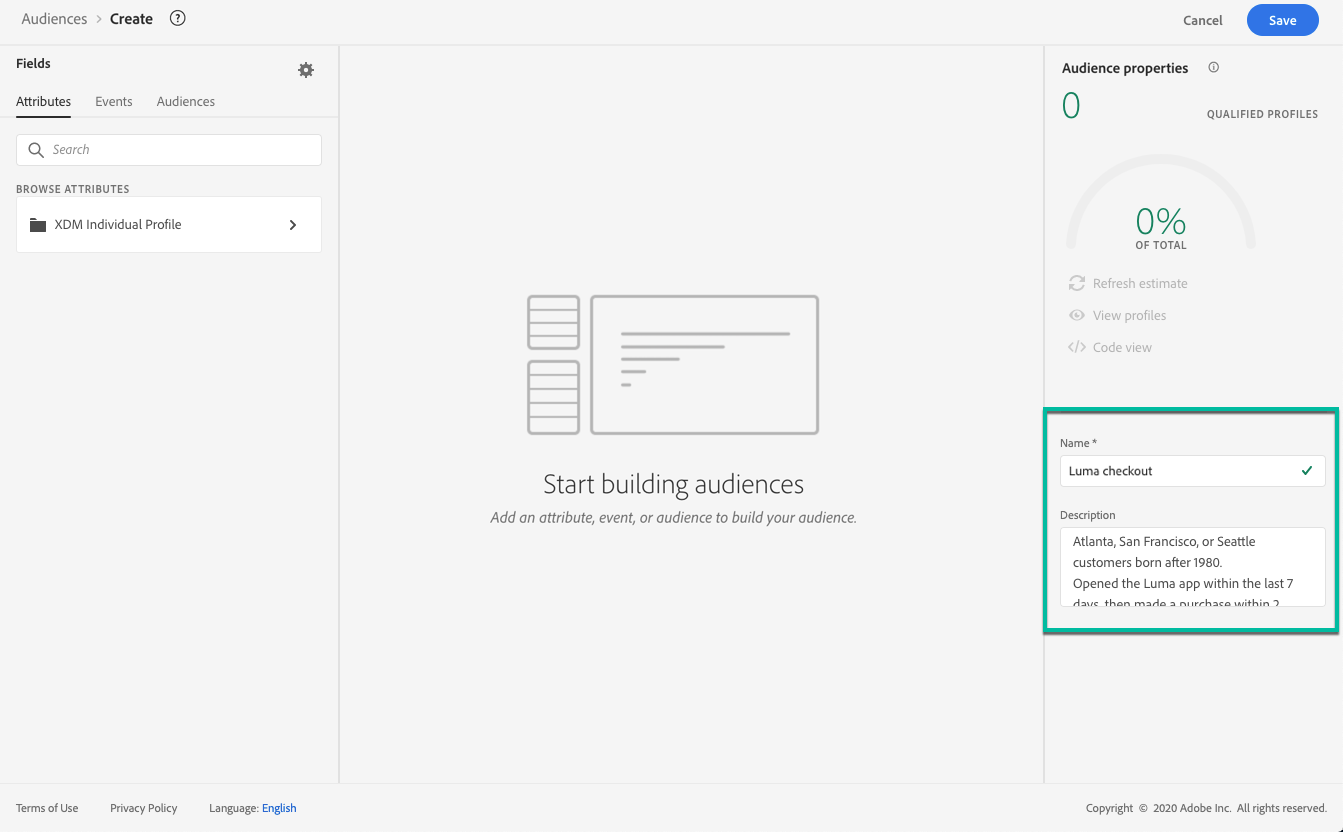 Audiences > Create ?
Cancel
Save
Fields
Attributes Events Audiences
Search
BROWSE ATTRIBUTES
XDM Individual Profile
Start building audiences
Add an attribute, event, or audience to build your audience.
Audience properties
0
QUALIFIED PROFILES
0%
OF TOTAL
Refresh estimate
View profiles
</> Code view
Name *
Luma checkout
Description
Atlanta, San Francisco, or Seattle
customers born after 1980.
Opened the Luma app within the last 7
days, then made a purchase within 2
Terms of Use Privacy Policy Language: English
Copyright © 2020 Adobe Inc. All rights reserved.